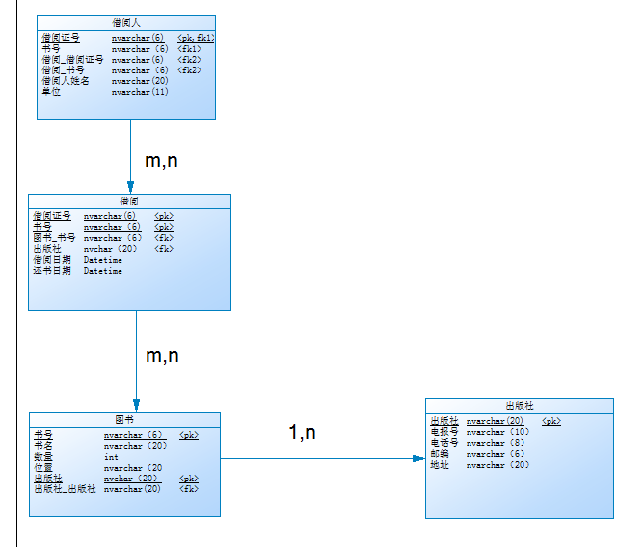 借阅人
借阅证号 nvarchar(6) <pk,fk1>
书号 nvarchar (6) <fk1>
借阅_借阅证号 nvarchar(6) <fk2>
借阅_书号 nvarchar (6) <fk2>
借阅人姓名 nvarchar(20)
单位 nvarchar(11)
m,n
借阅
借阅证号 nvarchar(6) <pk>
书号 nvarchar (6) <pk>
图书_书号 nvarchar (6) <fk>
出版社 nvchar (20) <fk>
借阅日期 Datetime
还书日期 Datetime
m,n
图书
书号 nvarchar (6) <pk>
书名 nvarchar (20)
数量 int
位置 nvarchar (20
出版社 nvchar (20) <pk>
出版社_出版社 nvarchar(20) <fk>
1,n
出版社
出版社 nvarchar(20) <pk>
电报号 nvarchar (10)
电话号 nvarchar (8)
邮编 nvarchar (6)
地址 nvarchar (20)